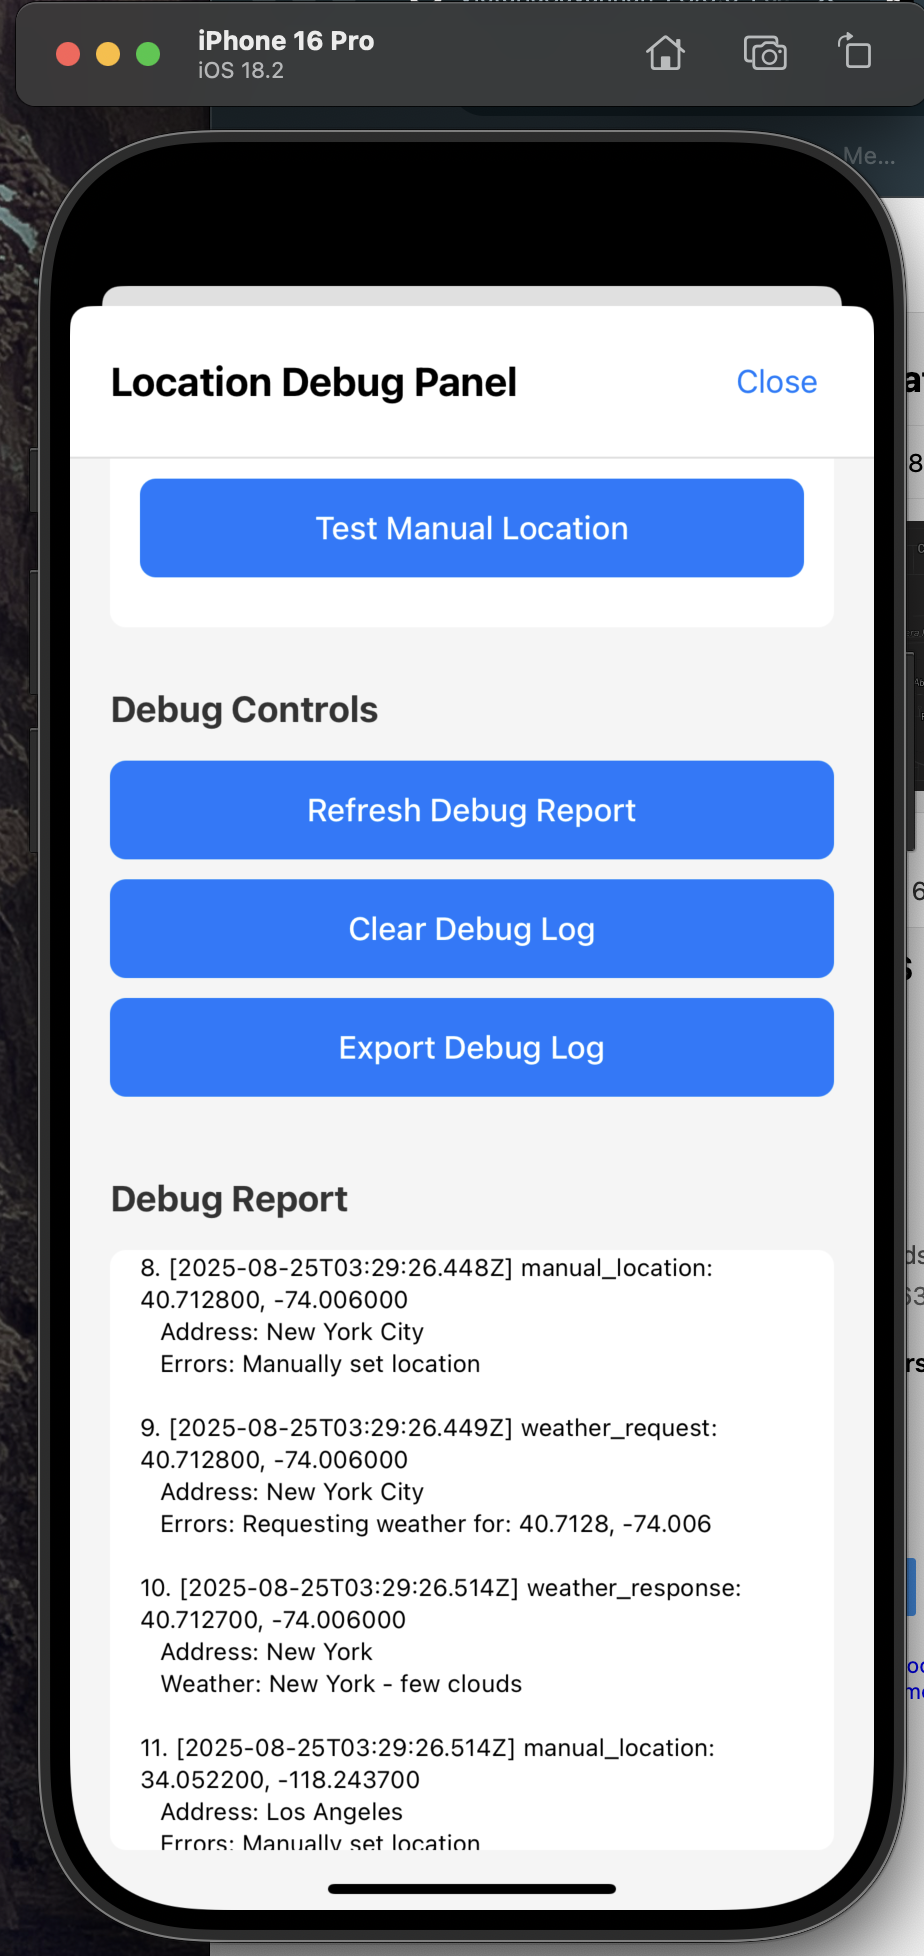 iPhone 16 Pro
iOS 18.2
Me...
Location Debug Panel
Close
Test Manual Location
Debug Controls
Refresh Debug Report
Clear Debug Log
Export Debug Log
Debug Report
8. [2025-08-25T03:29:26.448Z] manual_location:
40.712800, -74.006000
Address: New York City
Errors: Manually set location
9. [2025-08-25T03:29:26.449Z] weather_request:
40.712800, -74.006000
Address: New York City
Errors: Requesting weather for: 40.7128, -74.006
10. [2025-08-25T03:29:26.514Z] weather_response:
40.712700, -74.006000
Address: New York
Weather: New York - few clouds
11. [2025-08-25T03:29:26.514Z] manual_location:
34.052200, -118.243700
Address: Los Angeles
Errors: Manually set location